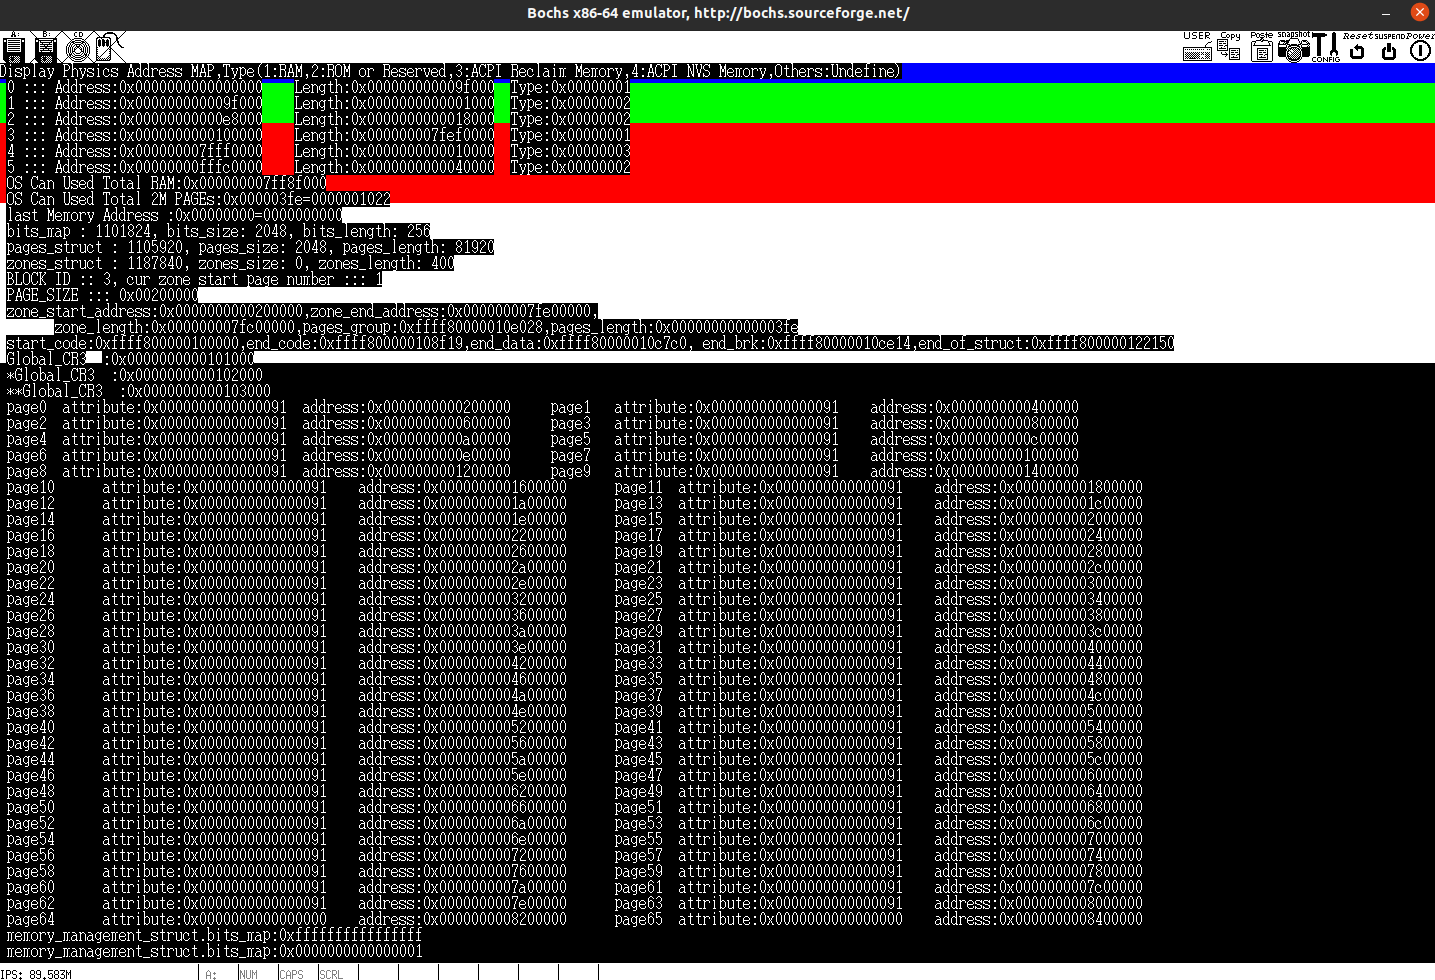 Bochs x86-64 emulator, http://bochs.sourceforge.net/
A: B: CD USER Copy Paste snapshot CONFIG Reset SUSPEND Power
Display Physics Address MAP,Type(1:RAM,2:ROM or Reserved,3:ACPI Reclaim Memory,4:ACPI NVS Memory,Others:Undefine)
0 ::: Address:0x0000000000000000 Length:0x000000000009f000 Type:0x00000001
1 ::: Address:0x000000000009f000 Length:0x0000000000001000 Type:0x00000002
2 ::: Address:0x00000000000e8000 Length:0x0000000000018000 Type:0x00000002
3 ::: Address:0x0000000000100000 Length:0x000000007fef0000 Type:0x00000001
4 ::: Address:0x000000007fff0000 Length:0x0000000000010000 Type:0x00000003
5 ::: Address:0x00000000fffc0000 Length:0x0000000000040000 Type:0x00000002
OS Can Used Total RAM:0x000000007ff8f000
OS Can Used Total 2M PAGEs:0x000003fe=0000001022
last Memory Address :0x00000000=0000000000
bits_map : 1101824, bits_size: 2048, bits_length: 256
pages_struct : 1105920, pages_size: 2048, pages_length: 81920
zones_struct : 1187840, zones_size: 0, zones_length: 400
BLOCK ID :: 3, cur zone start page number ::: 1
PAGE_SIZE ::: 0x00200000
zone_start_address:0x0000000000200000,zone_end_address:0x000000007fe00000,
zone_length:0x000000007fc00000,pages_group:0xffff80000010e028,pages_length:0x00000000000003fe
start_code:0xffff800000100000,end_code:0xffff800000108f19,end_data:0xffff80000010c7c0, end_brk:0xffff80000010ce14,end_of_struct:0xffff800000122150
Global_CR3 :0x0000000000101000
*Global_CR3 :0x0000000000102000
**Global_CR3 :0x0000000000103000
page0 attribute:0x0000000000000091 address:0x0000000000200000 page1 attribute:0x0000000000000091 address:0x0000000000400000
page2 attribute:0x0000000000000091 address:0x0000000000600000 page3 attribute:0x0000000000000091 address:0x0000000000800000
page4 attribute:0x0000000000000091 address:0x0000000000a00000 page5 attribute:0x0000000000000091 address:0x0000000000c00000
page6 attribute:0x0000000000000091 address:0x0000000000e00000 page7 attribute:0x0000000000000091 address:0x0000000001000000
page8 attribute:0x0000000000000091 address:0x0000000001200000 page9 attribute:0x0000000000000091 address:0x0000000001400000
page10 attribute:0x0000000000000091 address:0x0000000001600000 page11 attribute:0x0000000000000091 address:0x0000000001800000
page12 attribute:0x0000000000000091 address:0x0000000001a00000 page13 attribute:0x0000000000000091 address:0x0000000001c00000
page14 attribute:0x0000000000000091 address:0x0000000001e00000 page15 attribute:0x0000000000000091 address:0x0000000002000000
page16 attribute:0x0000000000000091 address:0x0000000002200000 page17 attribute:0x0000000000000091 address:0x0000000002400000
page18 attribute:0x0000000000000091 address:0x0000000002600000 page19 attribute:0x0000000000000091 address:0x0000000002800000
page20 attribute:0x0000000000000091 address:0x0000000002a00000 page21 attribute:0x0000000000000091 address:0x0000000002c00000
page22 attribute:0x0000000000000091 address:0x0000000002e00000 page23 attribute:0x0000000000000091 address:0x0000000003000000
page24 attribute:0x0000000000000091 address:0x0000000003200000 page25 attribute:0x0000000000000091 address:0x0000000003400000
page26 attribute:0x0000000000000091 address:0x0000000003600000 page27 attribute:0x0000000000000091 address:0x0000000003800000
page28 attribute:0x0000000000000091 address:0x0000000003a00000 page29 attribute:0x0000000000000091 address:0x0000000003c00000
page30 attribute:0x0000000000000091 address:0x0000000003e00000 page31 attribute:0x0000000000000091 address:0x0000000004000000
page32 attribute:0x0000000000000091 address:0x0000000004200000 page33 attribute:0x0000000000000091 address:0x0000000004400000
page34 attribute:0x0000000000000091 address:0x0000000004600000 page35 attribute:0x0000000000000091 address:0x0000000004800000
page36 attribute:0x0000000000000091 address:0x0000000004a00000 page37 attribute:0x0000000000000091 address:0x0000000004c00000
page38 attribute:0x0000000000000091 address:0x0000000004e00000 page39 attribute:0x0000000000000091 address:0x0000000005000000
page40 attribute:0x0000000000000091 address:0x0000000005200000 page41 attribute:0x0000000000000091 address:0x0000000005400000
page42 attribute:0x0000000000000091 address:0x0000000005600000 page43 attribute:0x0000000000000091 address:0x0000000005800000
page44 attribute:0x0000000000000091 address:0x0000000005a00000 page45 attribute:0x0000000000000091 address:0x0000000005c00000
page46 attribute:0x0000000000000091 address:0x0000000005e00000 page47 attribute:0x0000000000000091 address:0x0000000006000000
page48 attribute:0x0000000000000091 address:0x0000000006200000 page49 attribute:0x0000000000000091 address:0x0000000006400000
page50 attribute:0x0000000000000091 address:0x0000000006600000 page51 attribute:0x0000000000000091 address:0x0000000006800000
page52 attribute:0x0000000000000091 address:0x0000000006a00000 page53 attribute:0x0000000000000091 address:0x0000000006c00000
page54 attribute:0x0000000000000091 address:0x0000000006e00000 page55 attribute:0x0000000000000091 address:0x0000000007000000
page56 attribute:0x0000000000000091 address:0x0000000007200000 page57 attribute:0x0000000000000091 address:0x0000000007400000
page58 attribute:0x0000000000000091 address:0x0000000007600000 page59 attribute:0x0000000000000091 address:0x0000000007800000
page60 attribute:0x0000000000000091 address:0x0000000007a00000 page61 attribute:0x0000000000000091 address:0x0000000007c00000
page62 attribute:0x0000000000000091 address:0x0000000007e00000 page63 attribute:0x0000000000000091 address:0x0000000008000000
page64 attribute:0x0000000000000000 address:0x0000000008200000 page65 attribute:0x0000000000000000 address:0x0000000008400000
memory_management_struct.bits_map:0xffffffffffffffff
memory_management_struct.bits_map:0x0000000000000001
IPS: 89.583M A: NUM CAPS SCRL